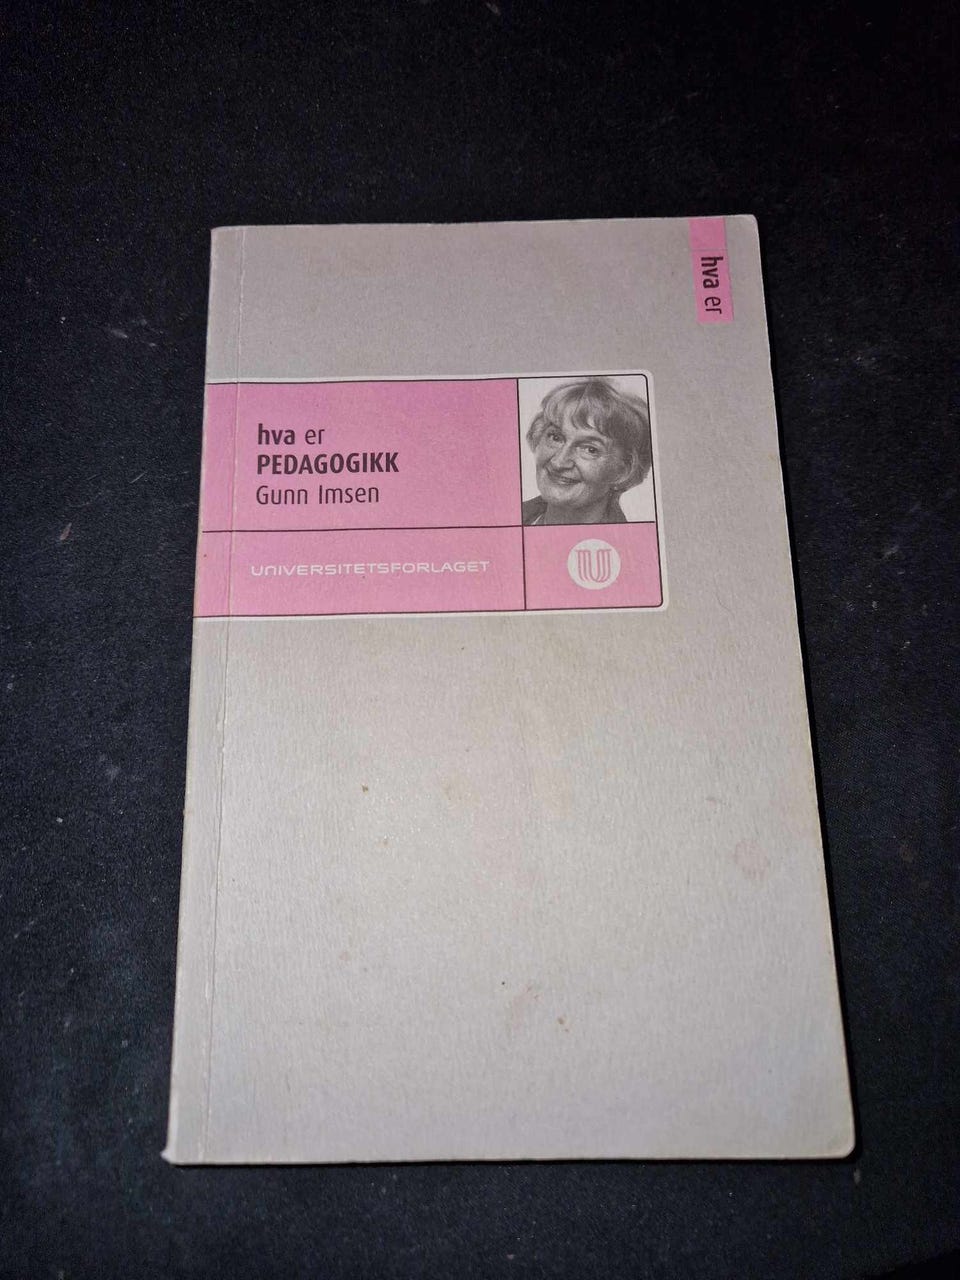 hva er
hva er
PEDAGOGIKK
Gunn Imsen
UNIVERSITETSFORLAGET
U